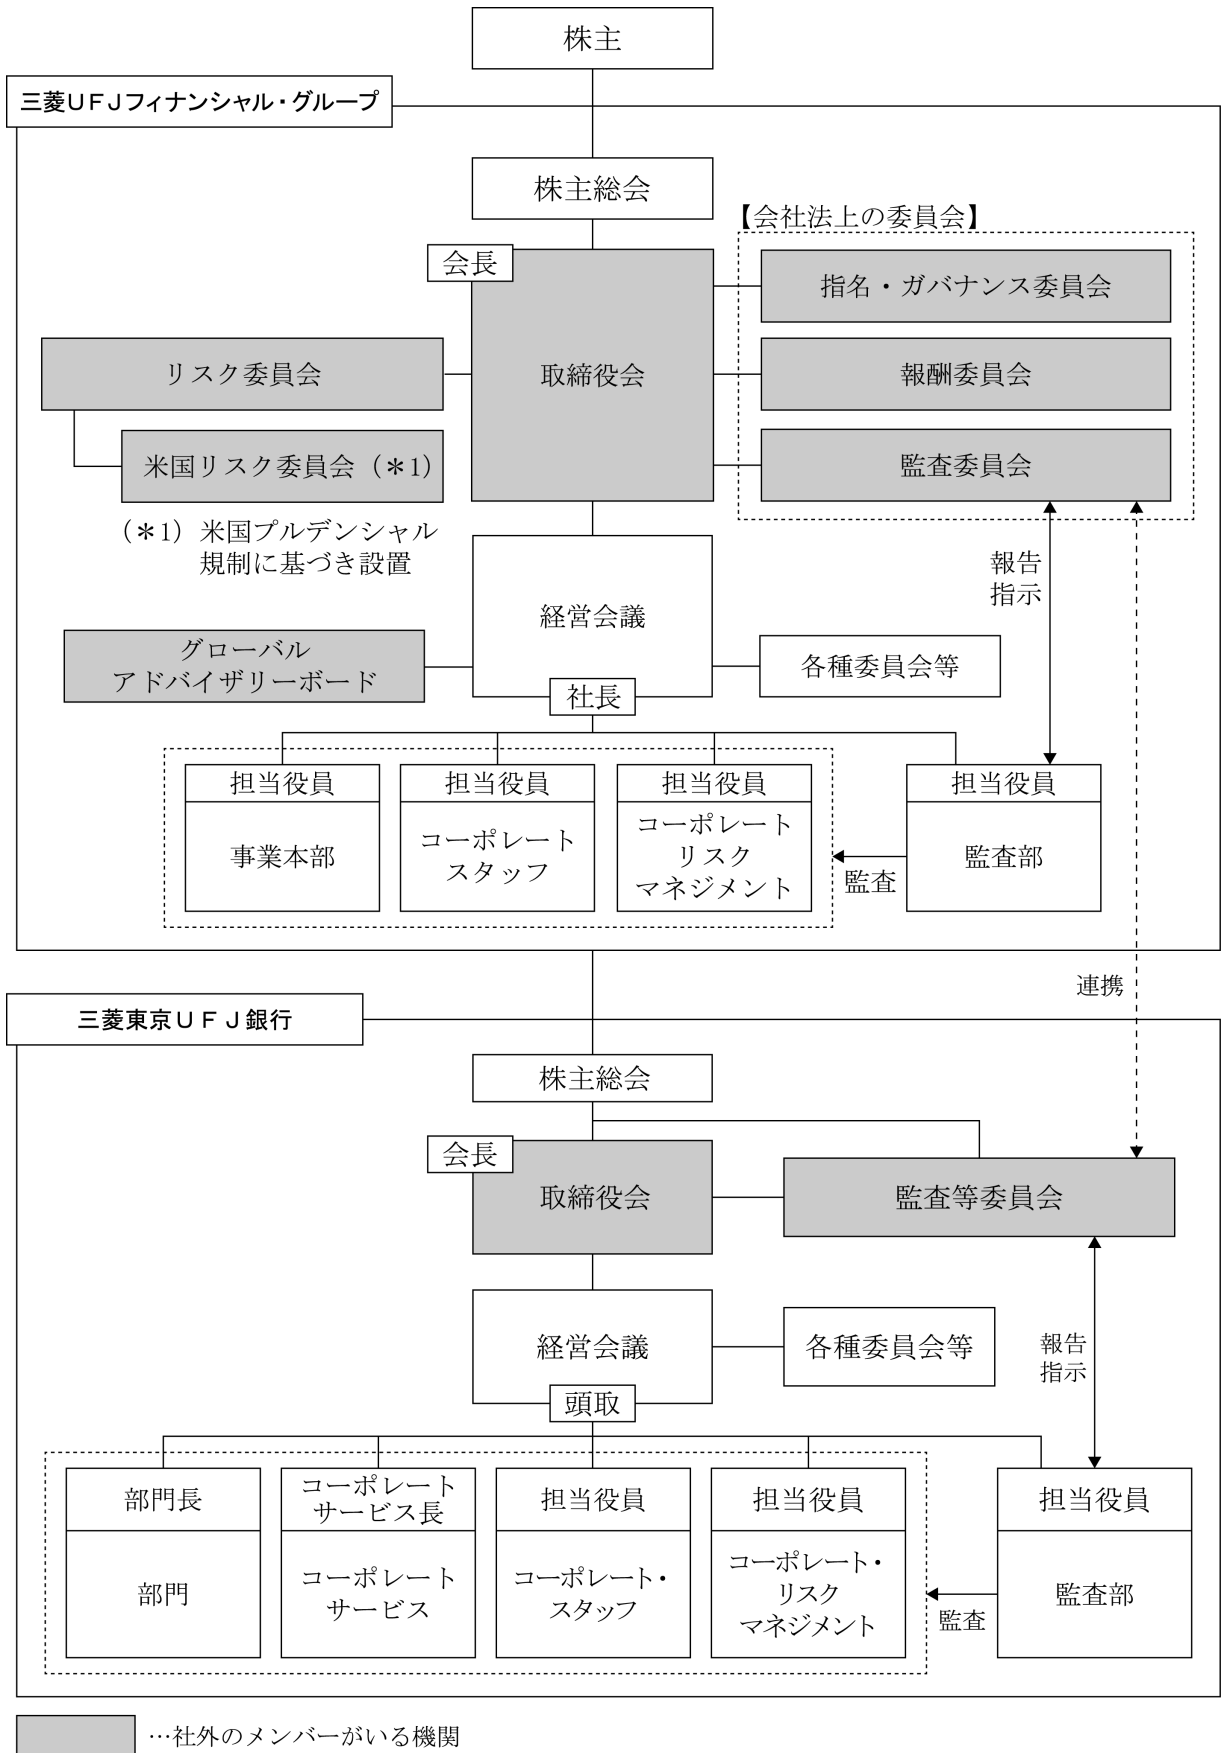 株主
三菱UFJフィナンシャル・グループ
株主総会
【会社法上の委員会】
会長
指名・ガバナンス委員会
リスク委員会
取締役会
報酬委員会
米国リスク委員会（＊1）
監査委員会
（＊1）米国プルデンシャル
規制に基づき設置
報告
指示
経営会議
グローバル
アドバイザリーボード
各種委員会等
社長
担当役員
担当役員
担当役員
担当役員
事業本部
コーポレート
スタッフ
コーポレート
リスク
マネジメント
監査
監査部
連携
三菱東京UFJ銀行
株主総会
会長
取締役会
監査等委員会
経営会議
各種委員会等
報告
指示
頭取
部門長
コーポレート
サービス長
担当役員
担当役員
担当役員
部門
コーポレート
サービス
コーポレート・
スタッフ
コーポレート・
リスク
マネジメント
監査
監査部
…社外のメンバーがいる機関